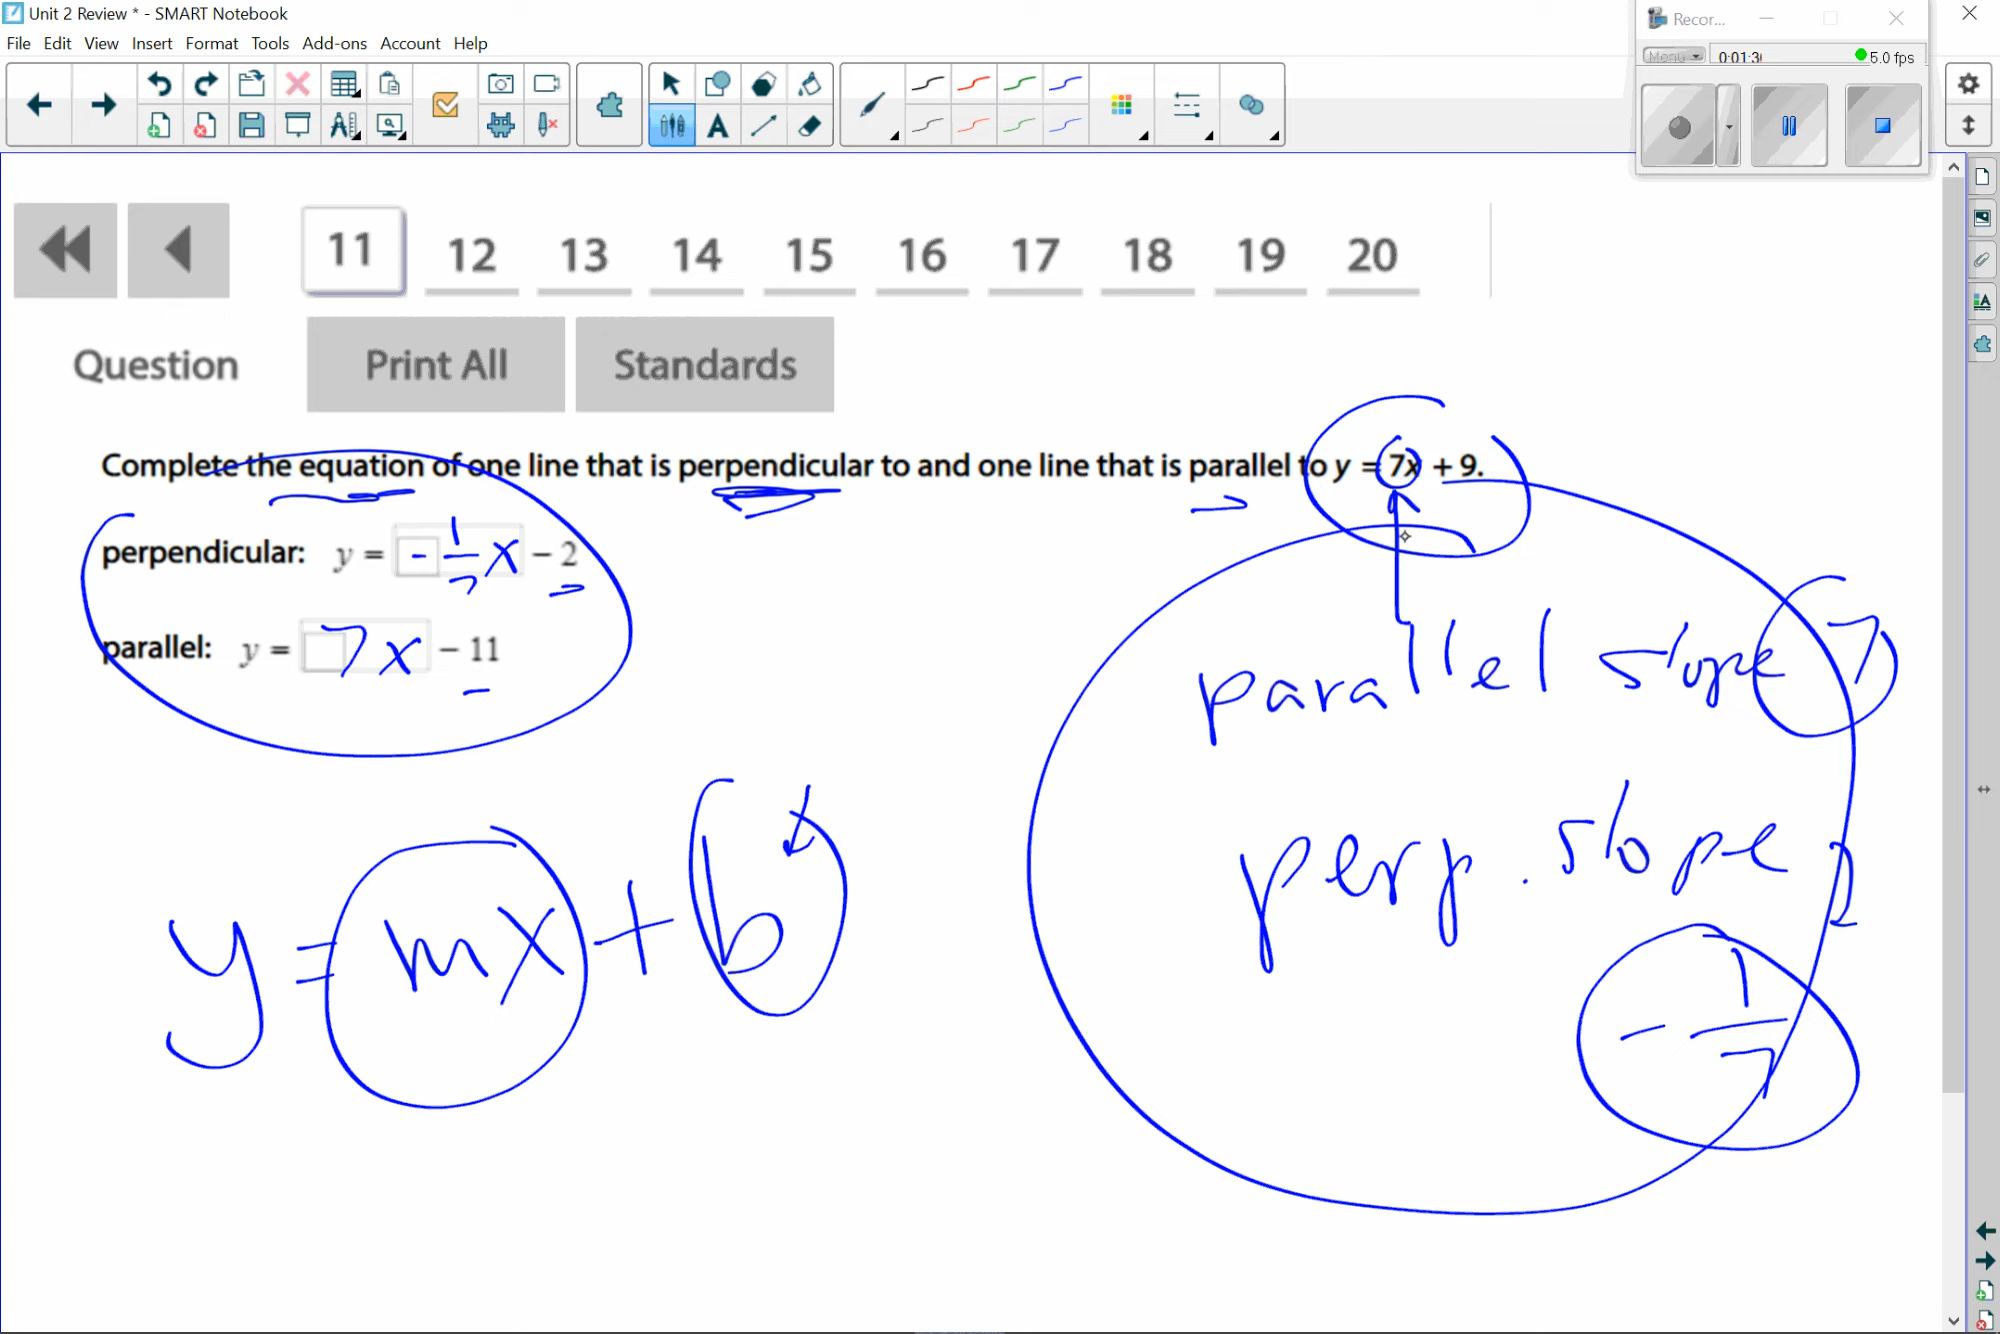 Unit 2 Review * - SMART Notebook
Recor...
File Edit View Insert Format Tools Add-ons Account Help
Menu
5.0 fps
11 12 13 14 15 16 17 18 19 20
Question Print All Standards
Complete the equation of one line that is perpendicular to and one line that is parallel to y = 7x + 9.
perpendicular: y = - 1/7 x - 2
parallel: y = 7x - 11
parallel slope 7
perp. slope
y = mx + b
- 1/7